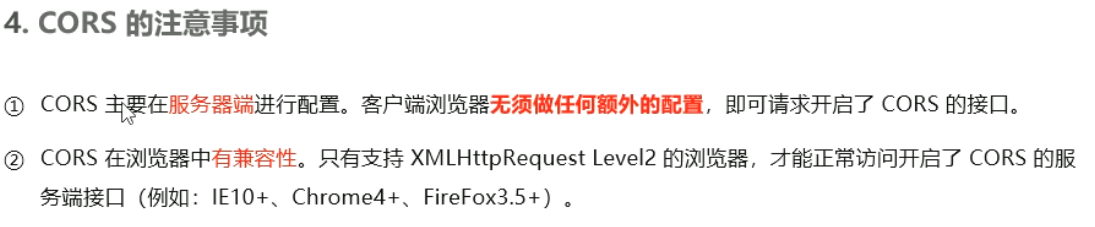 4. CORS 的注意事项
① CORS 主要在服务器端进行配置。客户端浏览器无须做任何额外的配置，即可请求开启了 CORS 的接口。
② CORS 在浏览器中有兼容性。只有支持 XMLHttpRequest Level2 的浏览器，才能正常访问开启了 CORS 的服
务端接口（例如：IE10+、Chrome4+、FireFox3.5+）。